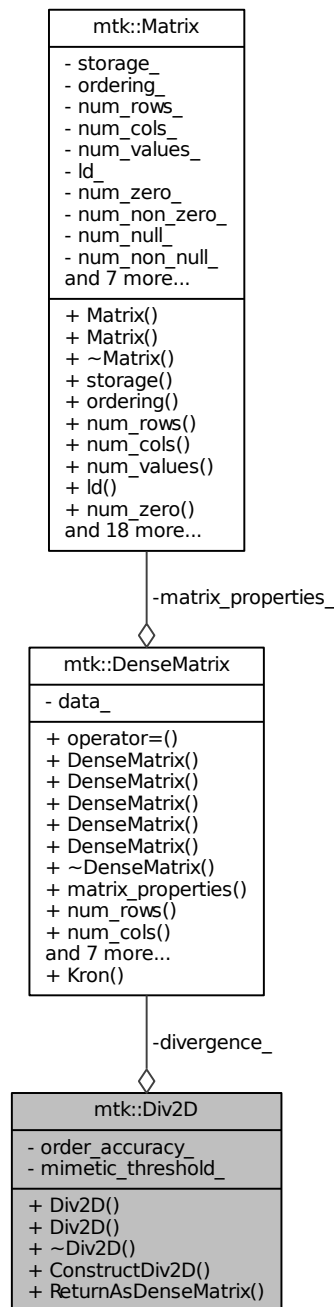 mtk::Matrix
- storage_
- ordering_
- num_rows_
- num_cols_
- num_values_
- ld_
- num_zero_
- num_non_zero_
- num_null_
- num_non_null_
and 7 more...
+ Matrix()
+ Matrix()
+ ~Matrix()
+ storage()
+ ordering()
+ num_rows()
+ num_cols()
+ num_values()
+ ld()
+ num_zero()
and 18 more...
-matrix_properties_
mtk::DenseMatrix
- data_
+ operator=()
+ DenseMatrix()
+ DenseMatrix()
+ DenseMatrix()
+ DenseMatrix()
+ DenseMatrix()
+ ~DenseMatrix()
+ matrix_properties()
+ num_rows()
+ num_cols()
and 7 more...
+ Kron()
-divergence_
mtk::Div2D
- order_accuracy_
- mimetic_threshold_
+ Div2D()
+ Div2D()
+ ~Div2D()
+ ConstructDiv2D()
+ ReturnAsDenseMatrix()